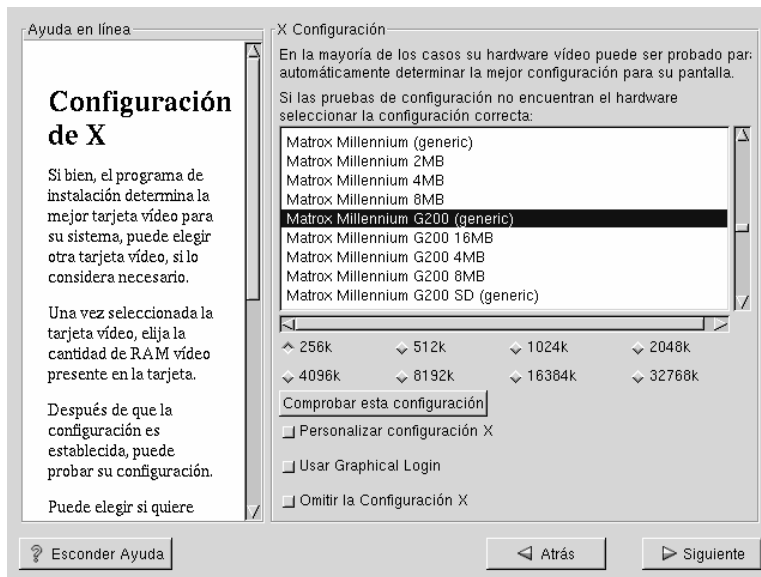 Ayuda en línea
Configuración
de X
Si bien, el programa de
instalación determina la
mejor tarjeta vídeo para
su sistema, puede elegir
otra tarjeta vídeo, si lo
considera necesario.
Una vez seleccionada la
tarjeta vídeo, elija la
cantidad de RAM vídeo
presente en la tarjeta.
Después de que la
configuración es
establecida, puede
probar su configuración.
Puede elegir si quiere
X Configuración
En la mayoría de los casos su hardware vídeo puede ser probado par
automáticamente determinar la mejor configuración para su pantalla.
Si las pruebas de configuración no encuentran el hardware
seleccionar la configuración correcta:
Matrox Millennium (generic)
Matrox Millennium 2MB
Matrox Millennium 4MB
Matrox Millennium 8MB
Matrox Millennium G200 (generic)
Matrox Millennium G200 16MB
Matrox Millennium G200 4MB
Matrox Millennium G200 8MB
Matrox Millennium G200 SD (generic)
256k 512k 1024k 2048k
4096k 8192k 16384k 32768k
Comprobar esta configuración
Personalizar configuración X
Usar Graphical Login
Omitir la Configuración X
Esconder Ayuda
Atrás
Siguiente